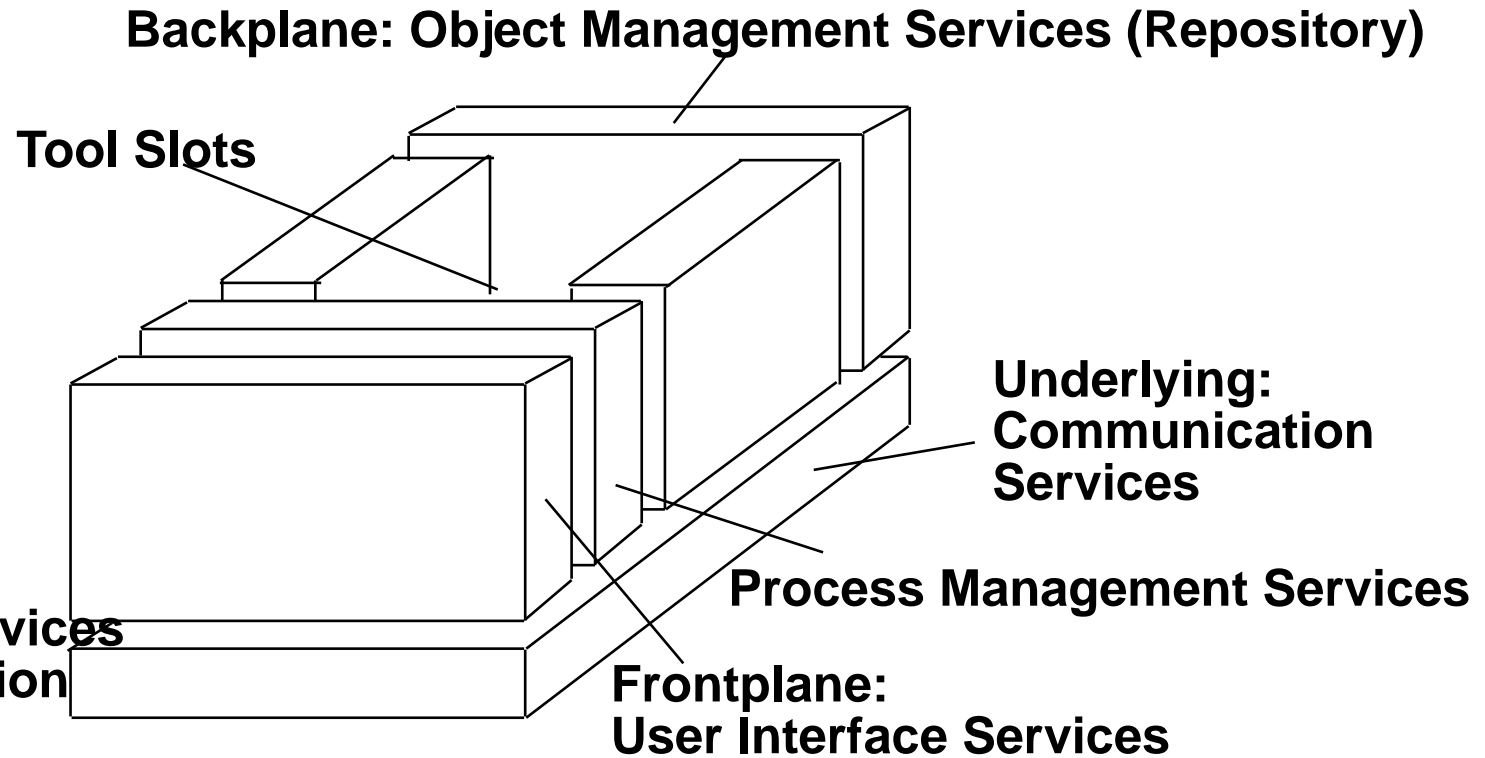 Backplane: Object Management Services (Repository)
Tool Slots
Underlying:
Communication
Services
Process Management Services
Frontplane:
User Interface Services